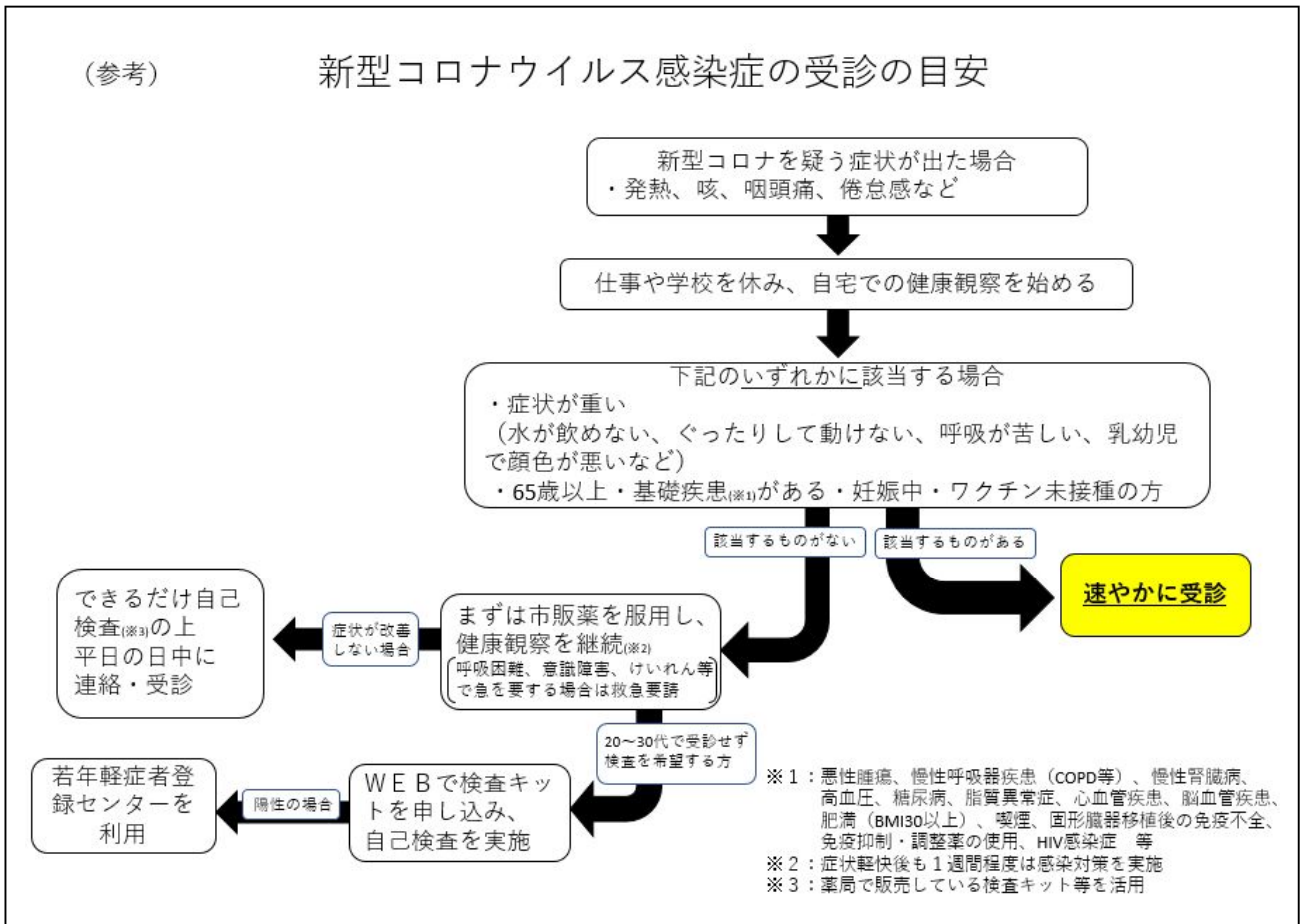 (参考)
新型コロナウイルス感染症の受診の目安
新型コロナを疑う症状が出た場合
・発熱、咳、咽頭痛、倦怠感など
仕事や学校を休み、自宅での健康観察を始める
下記のいずれかに該当する場合
・症状が重い
（水が飲めない、ぐったりして動けない、呼吸が苦しい、乳幼児
で顔色が悪いなど）
・65歳以上・基礎疾患(※1)がある・妊娠中・ワクチン未接種の方
該当するものがない
該当するものがある
速やかに受診
まずは市販薬を服用し、
健康観察を継続(※2)
呼吸困難、意識障害、けいれん等
で急を要する場合は救急要請
症状が改善
しない場合
できるだけ自己
検査(※3)の上
平日の日中に
連絡・受診
20～30代で受診せず
検査を希望する方
ＷＥＢで検査キッ
トを申し込み、
自己検査を実施
陽性の場合
若年軽症者登
録センターを
利用
※１：悪性腫瘍、慢性呼吸器疾患（COPD等）、慢性腎臓病、
高血圧、糖尿病、脂質異常症、心血管疾患、脳血管疾患、
肥満（BMI30以上）、喫煙、固形臓器移植後の免疫不全、
免疫抑制・調整薬の使用、HIV感染症　等
※２：症状軽快後も１週間程度は感染対策を実施
※３：薬局で販売している検査キット等を活用